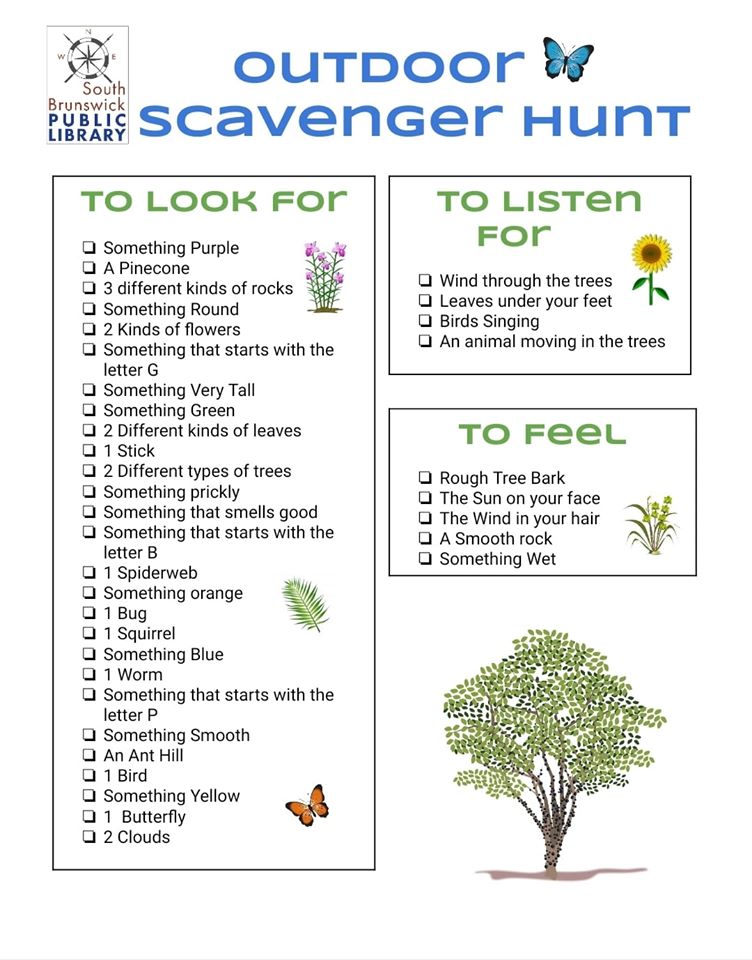 N
W
E
South
Brunswick
PUBLIC
LIBRARY
OUTDOOR
SCAVENGER HUNT
TO LOOK FOR
❏ Something Purple
❏ A Pinecone
❏ 3 different kinds of rocks
❏ Something Round
❏ 2 Kinds of flowers
❏ Something that starts with the
letter G
❏ Something Very Tall
❏ Something Green
❏ 2 Different kinds of leaves
❏ 1 Stick
❏ 2 Different types of trees
❏ Something prickly
❏ Something that smells good
❏ Something that starts with the
letter B
❏ 1 Spiderweb
❏ Something orange
❏ 1 Bug
❏ 1 Squirrel
❏ Something Blue
❏ 1 Worm
❏ Something that starts with the
letter P
❏ Something Smooth
❏ An Ant Hill
❏ 1 Bird
❏ Something Yellow
❏ 1 Butterfly
❏ 2 Clouds
TO LISTEN
FOR
❏ Wind through the trees
❏ Leaves under your feet
❏ Birds Singing
❏ An animal moving in the trees
TO FEEL
❏ Rough Tree Bark
❏ The Sun on your face
❏ The Wind in your hair
❏ A Smooth rock
❏ Something Wet